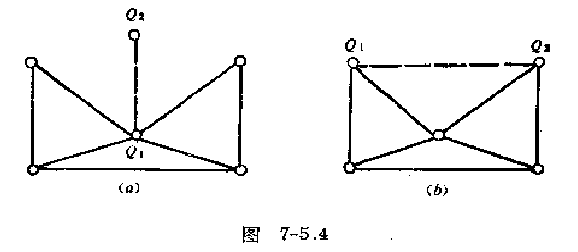 Q₂
Q₁
(a)
Q₁
Q₂
(b)
图 7-5.4